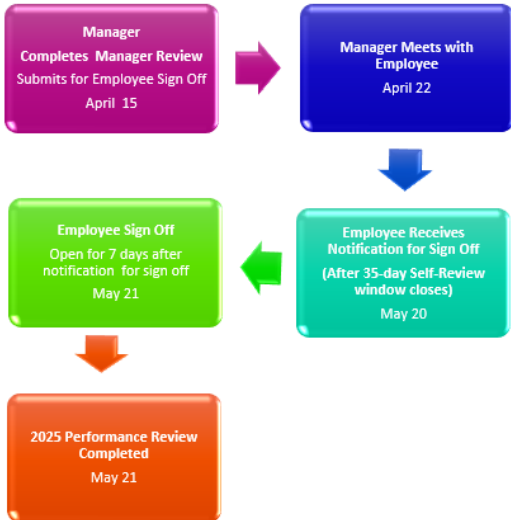 Manager
Completes Manager Review
Submits for Employee Sign Off
April 15
Manager Meets with
Employee
April 22
Employee Receives
Notification for Sign Off
(After 35-day Self-Review
window closes)
May 20
Employee Sign Off
Open for 7 days after
notification for sign off
May 21
2025 Performance Review
Completed
May 21